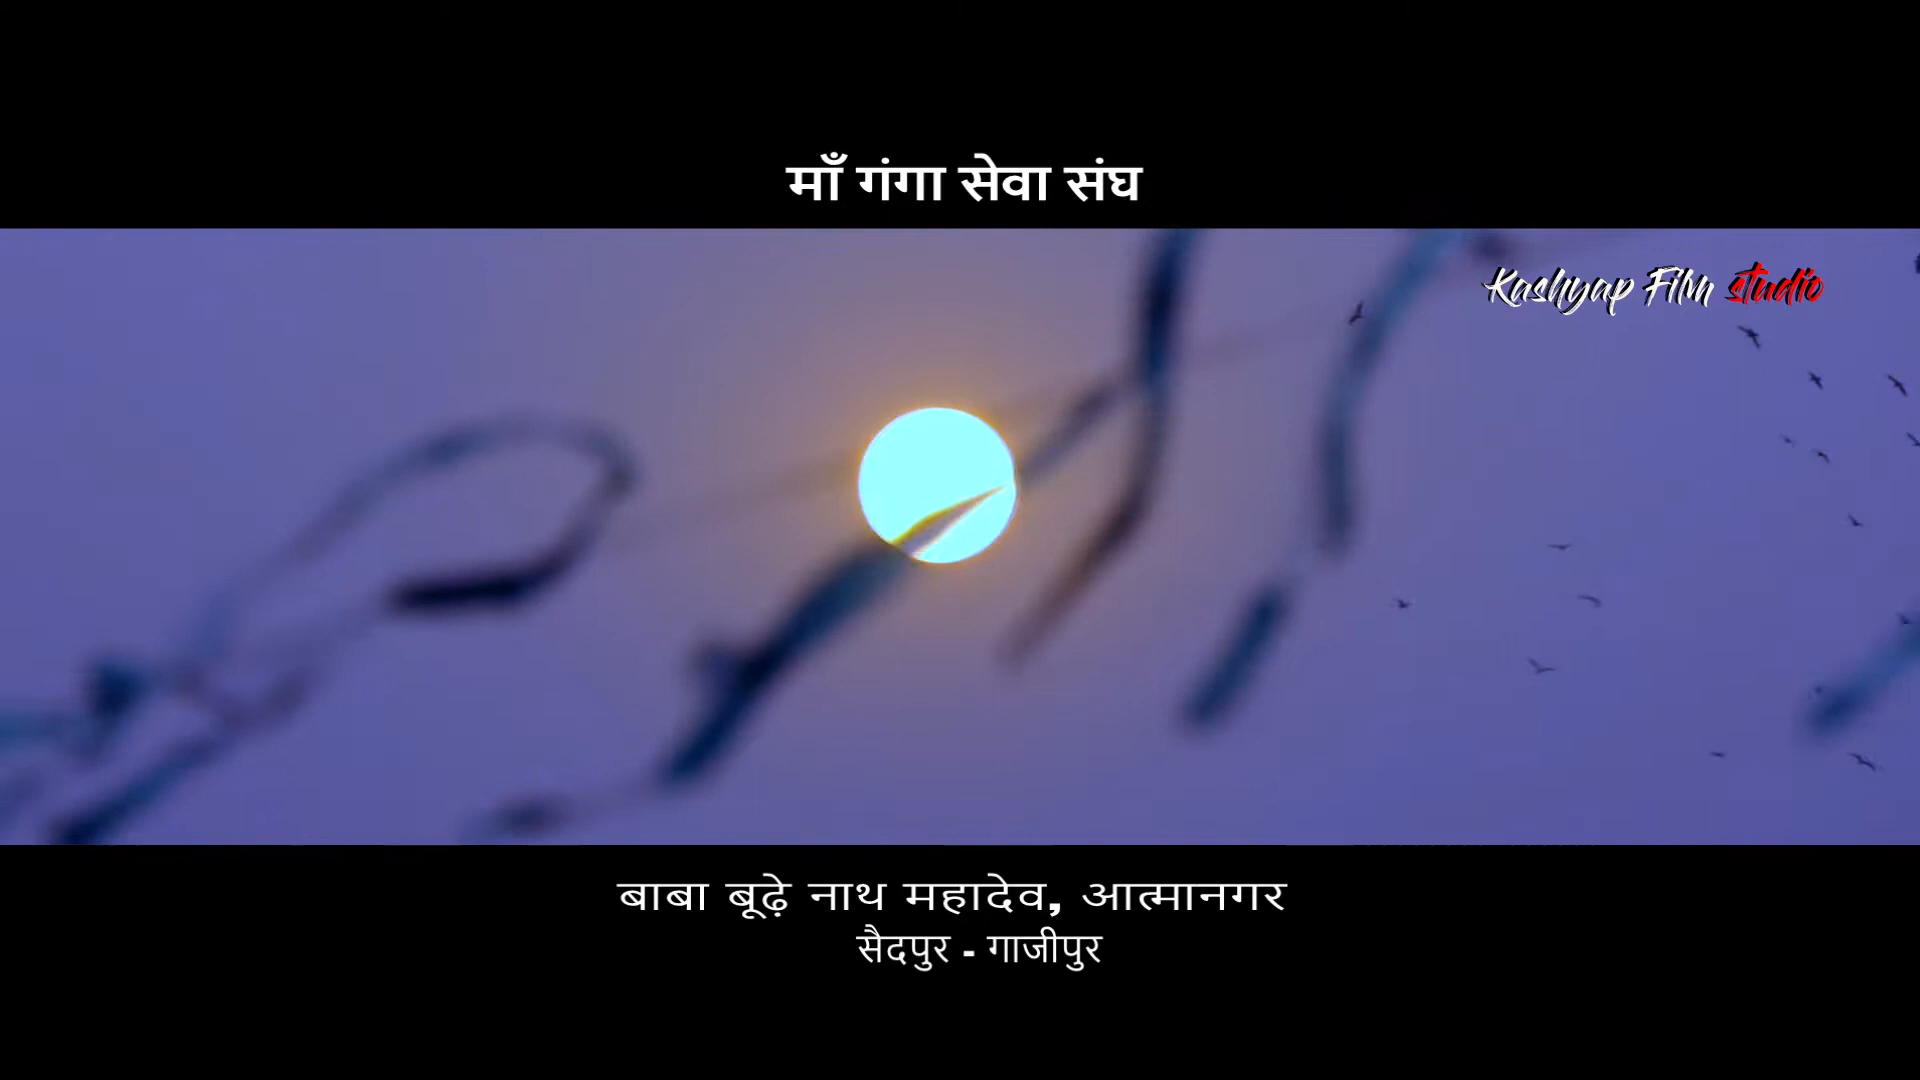 माँ गंगा सेवा संघ
Kashyap Film studio
बाबा बूढ़े नाथ महादेव, आत्मानगर
सैदपुर - गाजीपुर